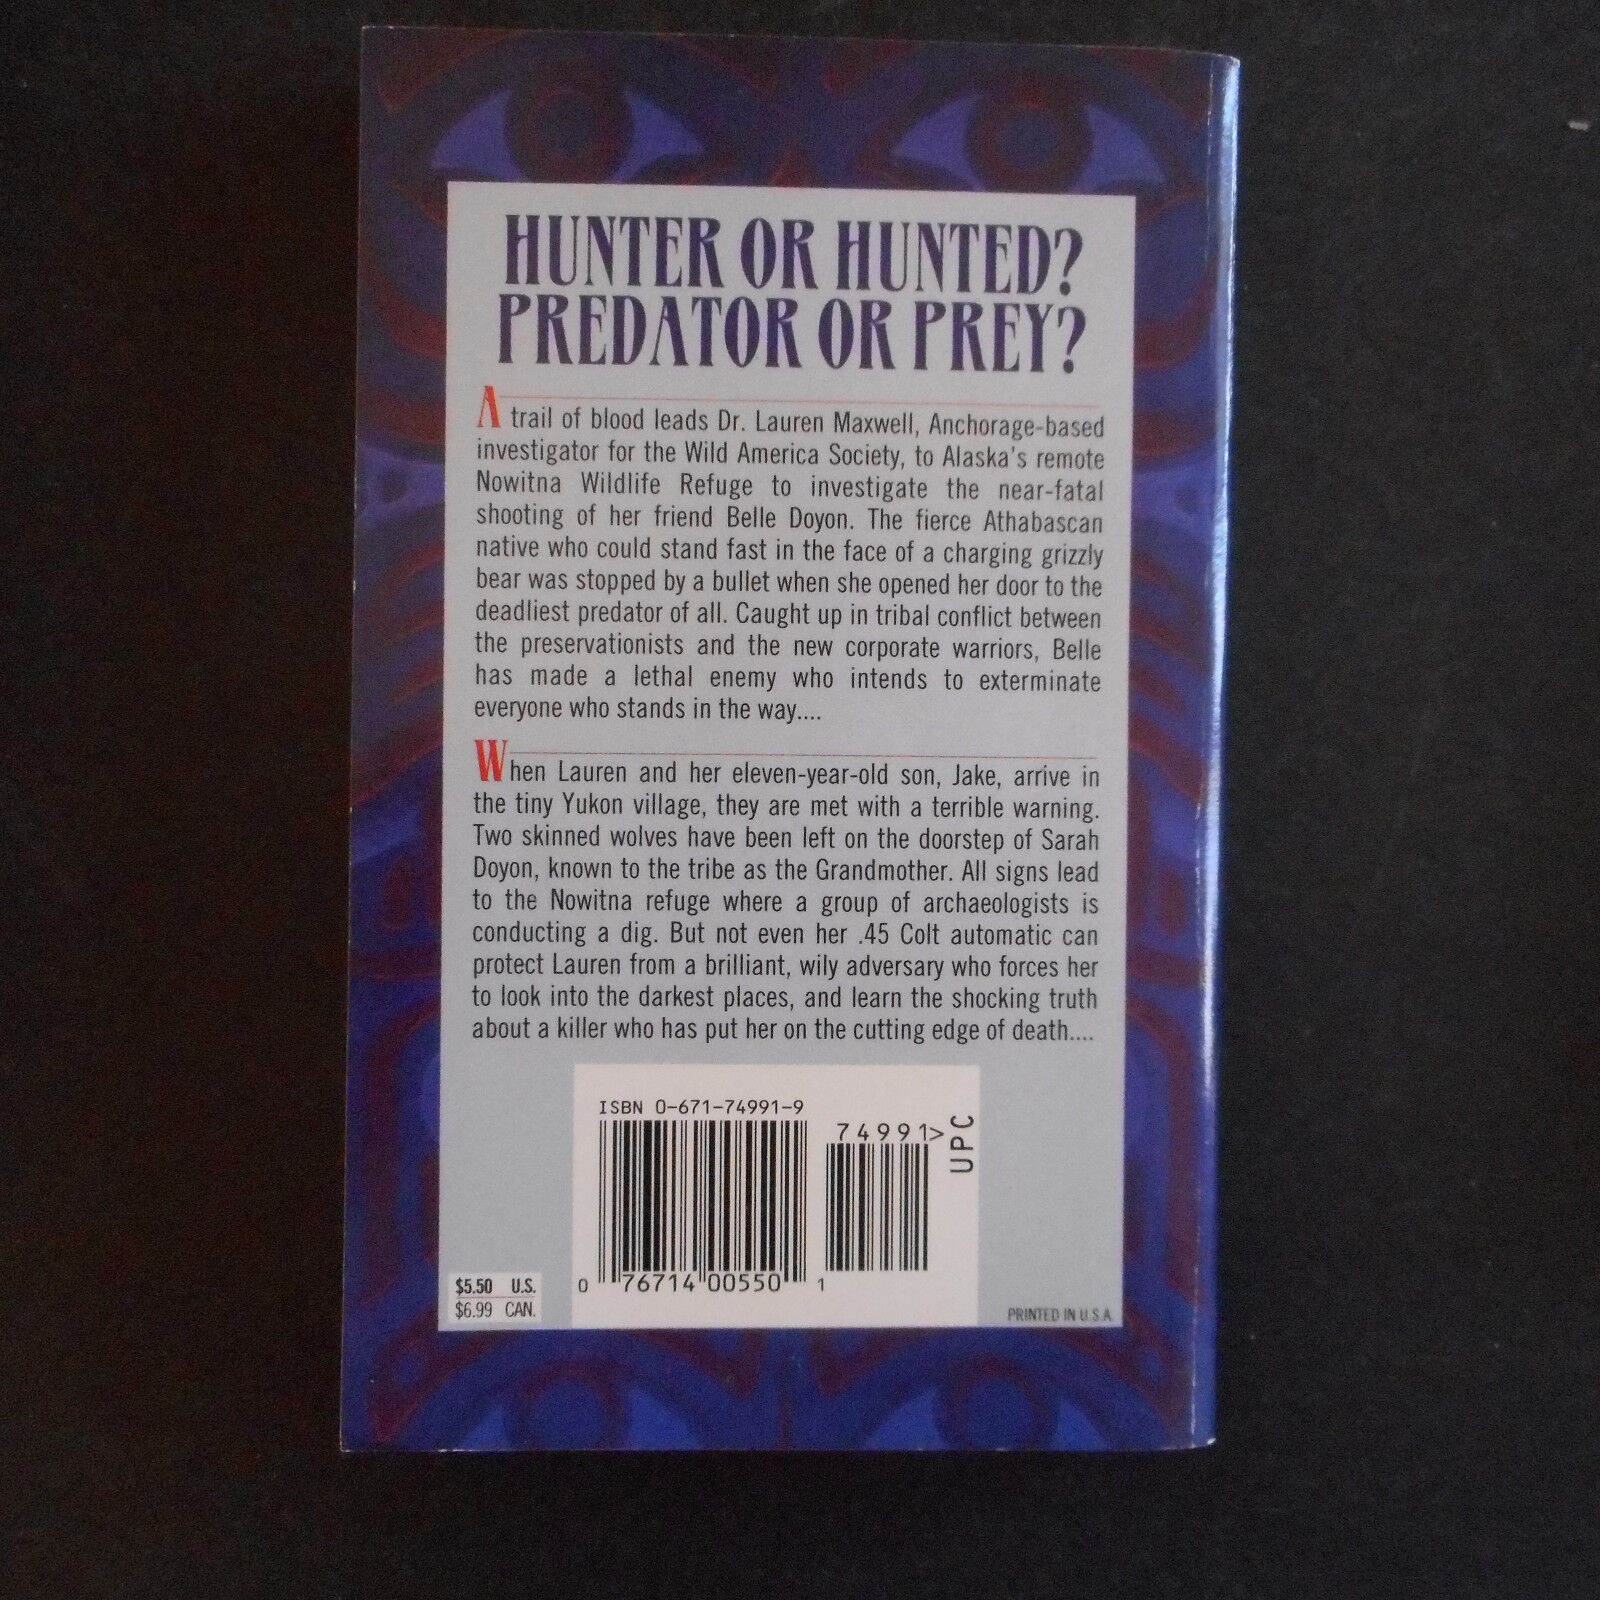 HUNTER OR HUNTED?
PREDATOR OR PREY?
A trail of blood leads Dr. Lauren Maxwell, Anchorage-based
investigator for the Wild America Society, to Alaska's remote
Nowitna Wildlife Refuge to investigate the near-fatal
shooting of her friend Belle Doyon. The fierce Athabascan
native who could stand fast in the face of a charging grizzly
bear was stopped by a bullet when she opened her door to the
deadliest predator of all. Caught up in tribal conflict between
the preservationists and the new corporate warriors, Belle
has made a lethal enemy who intends to exterminate
everyone who stands in the way....
When Lauren and her eleven-year-old son, Jake, arrive in
the tiny Yukon village, they are met with a terrible warning.
Two skinned wolves have been left on the doorstep of Sarah
Doyon, known to the tribe as the Grandmother. All signs lead
to the Nowitna refuge where a group of archaeologists is
conducting a dig. But not even her .45 Colt automatic can
protect Lauren from a brilliant, wily adversary who forces her
to look into the darkest places, and learn the shocking truth
about a killer who has put her on the cutting edge of death....
ISBN 0-671-74991-9
74991>
UPC
0 76714 00550 1
$5.50 U.S.
$6.99 CAN.
PRINTED IN U.S.A.